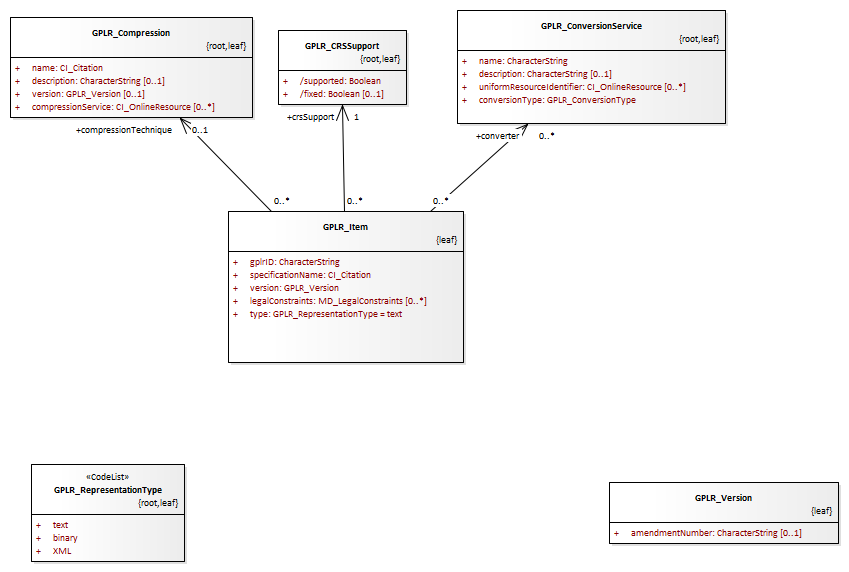 GPLR_Compression
{root,leaf}
+ name: CI_Citation
+ description: CharacterString [0..1]
+ version: GPLR_Version [0..1]
+ compressionService: CI_OnlineResource [0..*]
GPLR_CRSSupport
{root,leaf}
+ /supported: Boolean
+ /fixed: Boolean [0..1]
GPLR_ConversionService
{root,leaf}
+ name: CharacterString
+ description: CharacterString [0..1]
+ uniformResourceIdentifier: CI_OnlineResource [0..*]
+ conversionType: GPLR_ConversionType
+compressionTechnique 0..1
+crsSupport 1
+converter 0..*
0..*
0..*
0..*
GPLR_Item
{leaf}
+ gplrID: CharacterString
+ specificationName: CI_Citation
+ version: GPLR_Version
+ legalConstraints: MD_LegalConstraints [0..*]
+ type: GPLR_RepresentationType = text
«CodeList»
GPLR_RepresentationType
{root,leaf}
+ text
+ binary
+ XML
GPLR_Version
{leaf}
+ amendmentNumber: CharacterString [0..1]